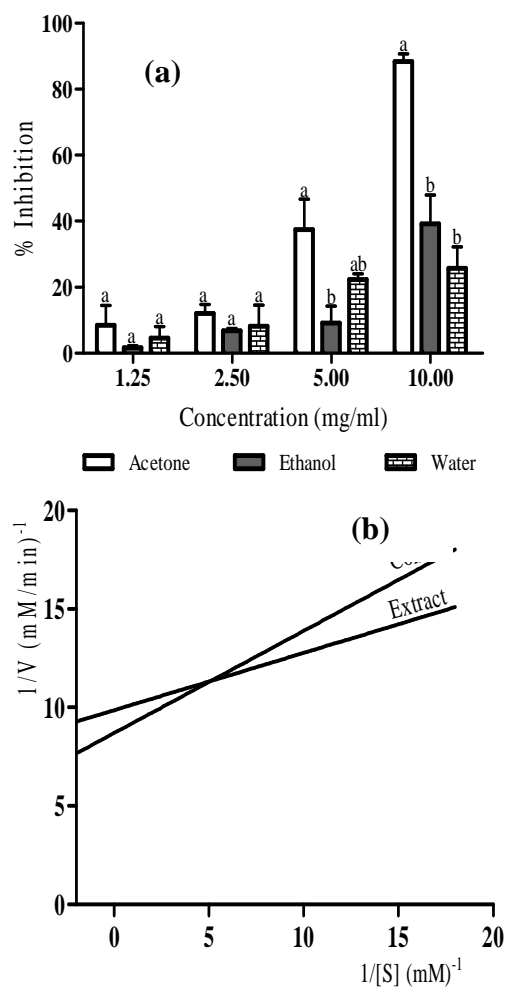 (a)
% Inhibition
100
80
60
40
20
0
a
a
a
a
a
a
a
b
ab
a
b
b
1.25 2.50 5.00 10.00
Concentration (mg/ml)
Acetone Ethanol Water
(b)
1/V (mM/min)⁻¹
20
15
10
5
0
Extract
0 5 10 15 20
1/[S] (mM)⁻¹